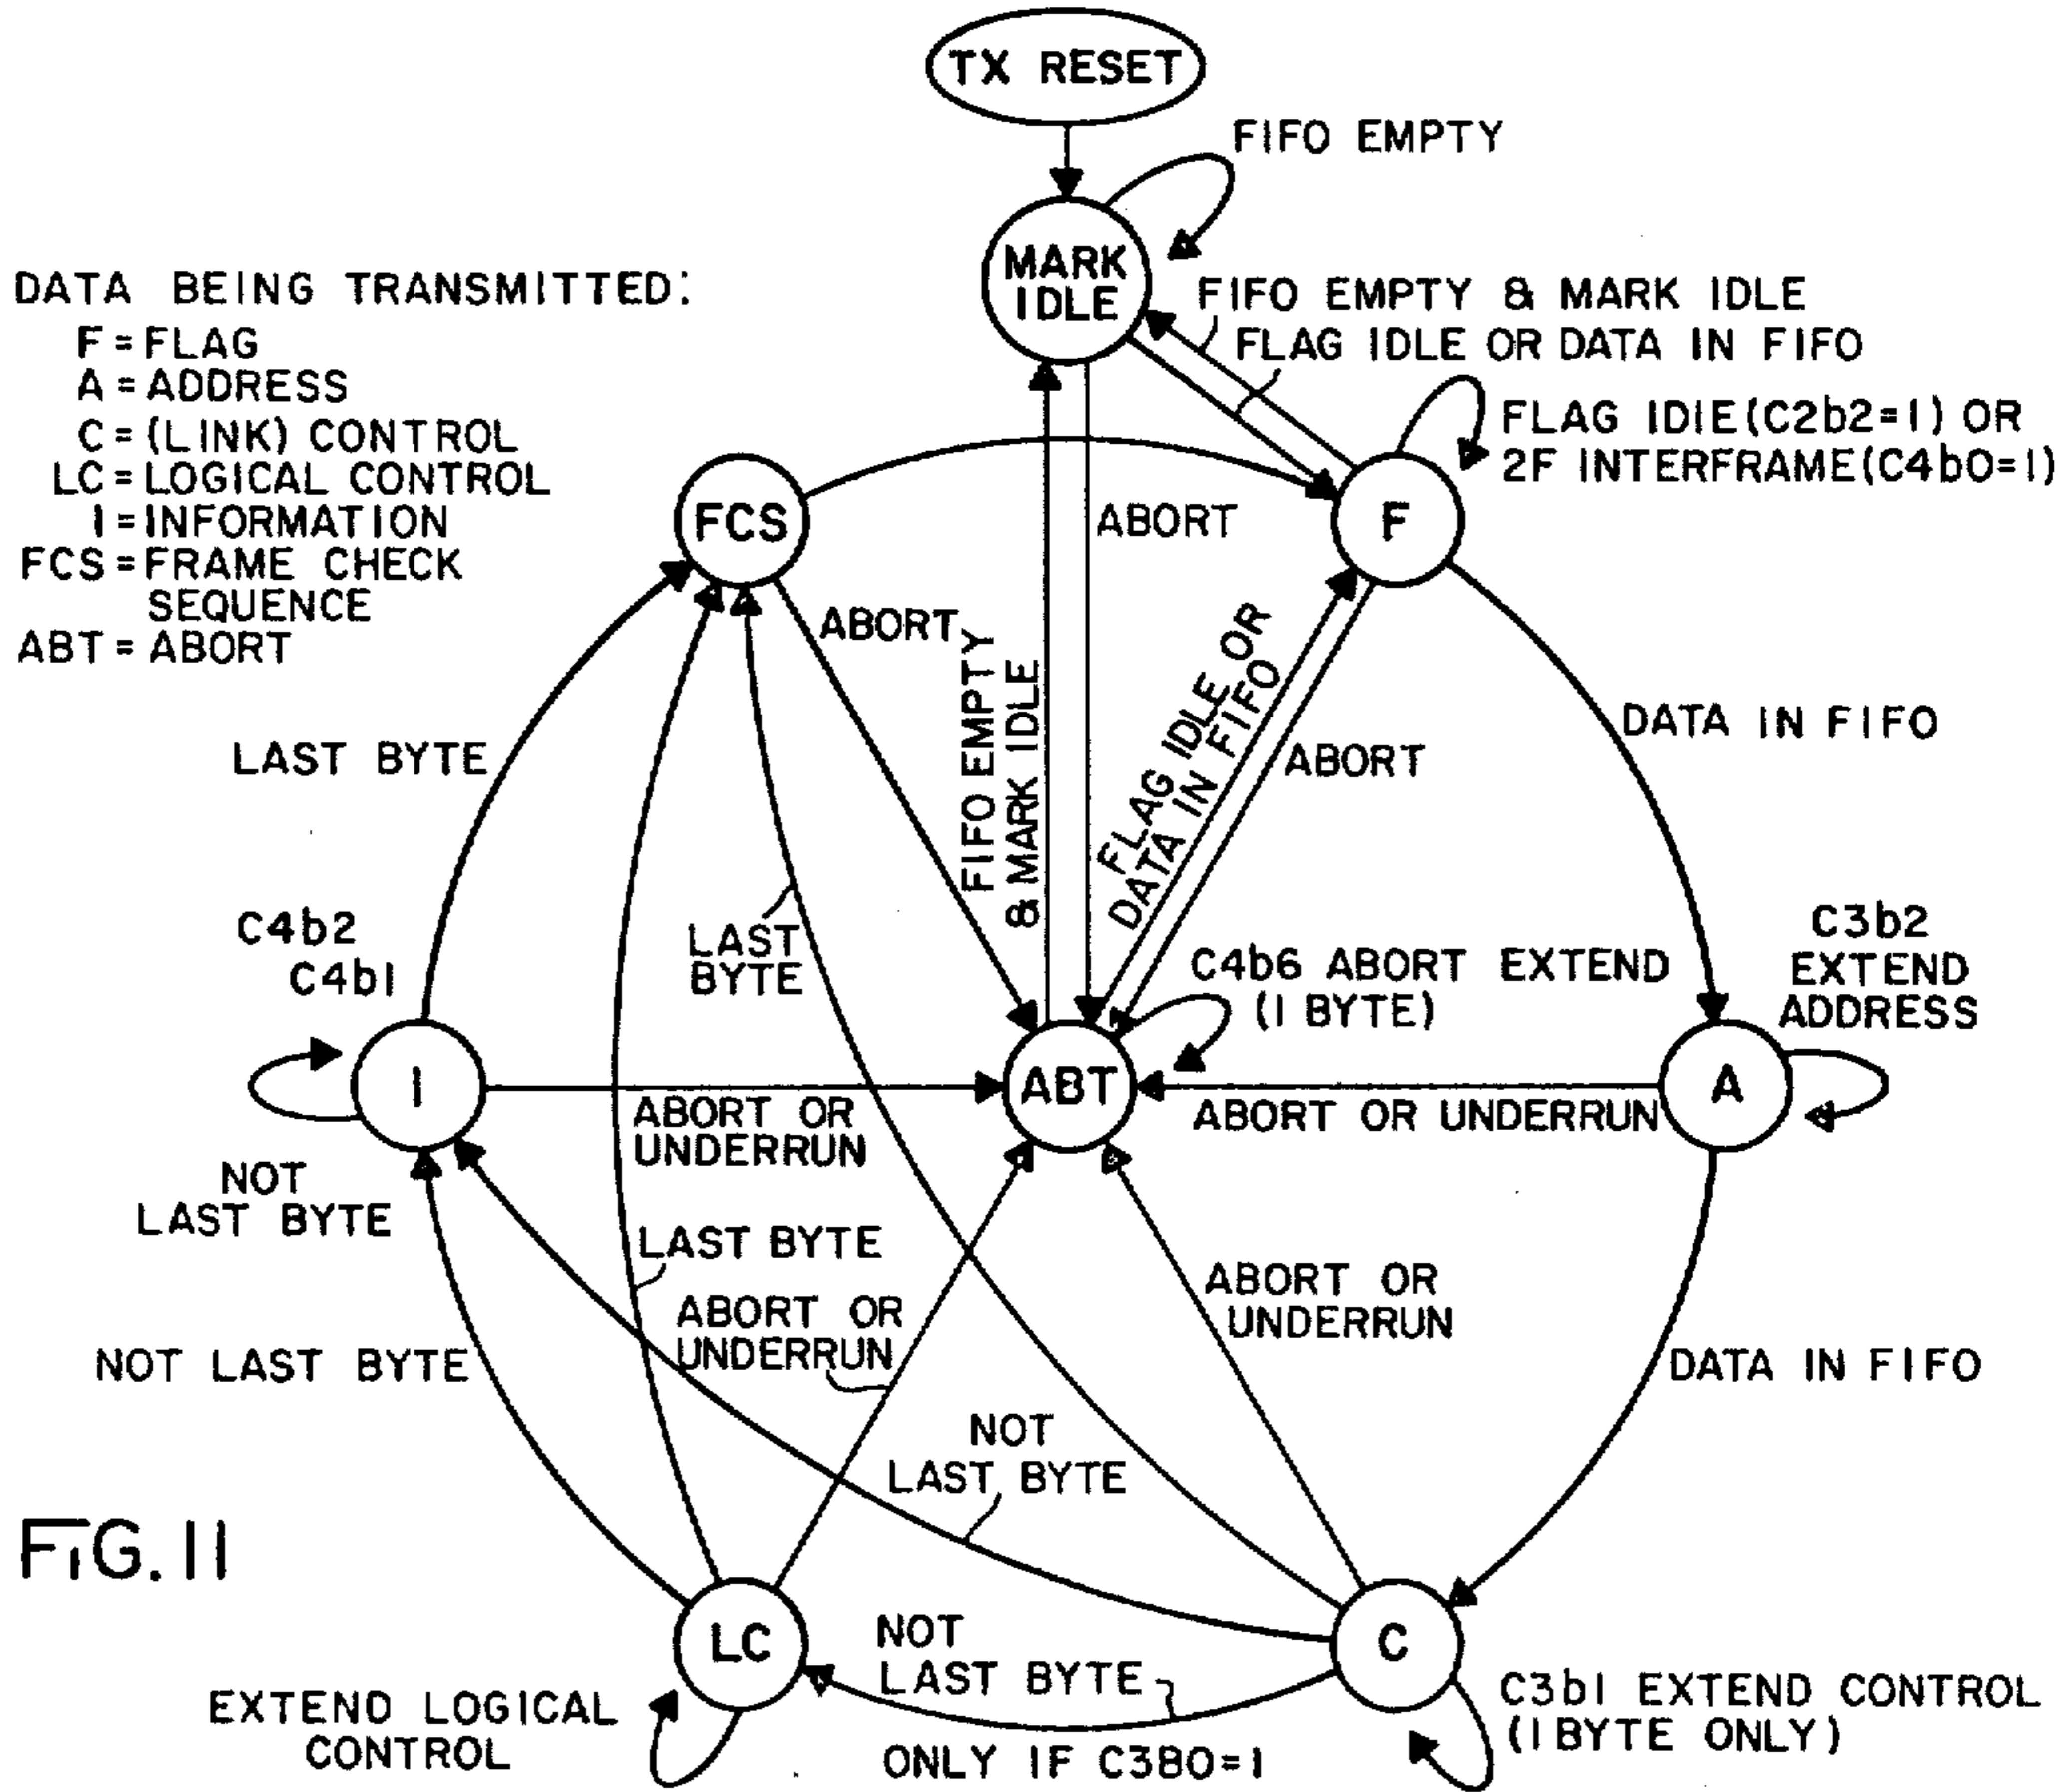 TX RESET
FIFO EMPTY
MARK
IDLE
FIFO EMPTY & MARK IDLE
FLAG IDLE OR DATA IN FIFO
DATA BEING TRANSMITTED:
F = FLAG
A = ADDRESS
C = (LINK) CONTROL
LC = LOGICAL CONTROL
I = INFORMATION
FCS = FRAME CHECK
SEQUENCE
ABT = ABORT
FLAG IDIE (C2b2=1) OR
2F INTERFRAME (C4b0=1)
FCS
ABORT
F
ABORT
FIFO EMPTY
& MARK IDLE
FLAG IDLE OR
DATA IN FIFO
ABORT
DATA IN FIFO
LAST BYTE
LAST
BYTE
C4b2
C4b1
C4b6 ABORT EXTEND
(1 BYTE)
C3b2
EXTEND
ADDRESS
I
ABT
A
ABORT OR
UNDERRUN
ABORT OR UNDERRUN
NOT
LAST BYTE
LAST BYTE
ABORT OR
UNDERRUN
ABORT OR
UNDERRUN
NOT LAST BYTE
DATA IN FIFO
NOT
LAST BYTE
FIG. 11
LC
NOT
LAST BYTE
C
EXTEND LOGICAL
CONTROL
ONLY IF C3B0=1
C3b1 EXTEND CONTROL
(1 BYTE ONLY)